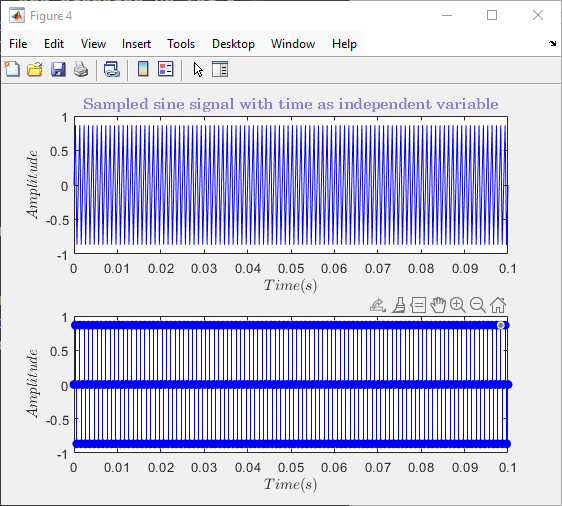 Figure 4
File Edit View Insert Tools Desktop Window Help
Sampled sine signal with time as independent variable
1
0.5
0
-0.5
-1
Amplitude
0 0.01 0.02 0.03 0.04 0.05 0.06 0.07 0.08 0.09 0.1
Time(s)
1
0.5
0
-0.5
-1
Amplitude
0 0.01 0.02 0.03 0.04 0.05 0.06 0.07 0.08 0.09 0.1
Time(s)